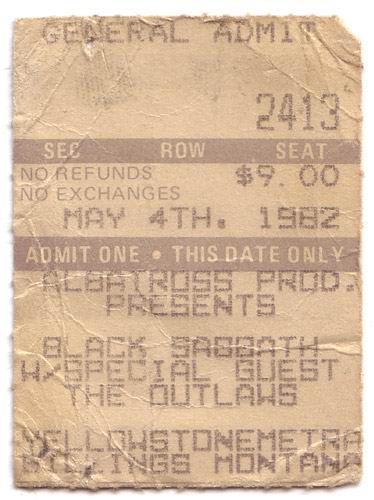 GENERAL ADMIT
2413
SEC ROW SEAT
NO REFUNDS $9.00
NO EXCHANGES
MAY 4TH. 1982
ADMIT ONE • THIS DATE ONLY
ALBATROSS PROD.
PRESENTS
BLACK SABBATH
W/SPECIAL GUEST
THE OUTLAWS
YELLOWSTONEMETRA
BILLINGS MONTANA